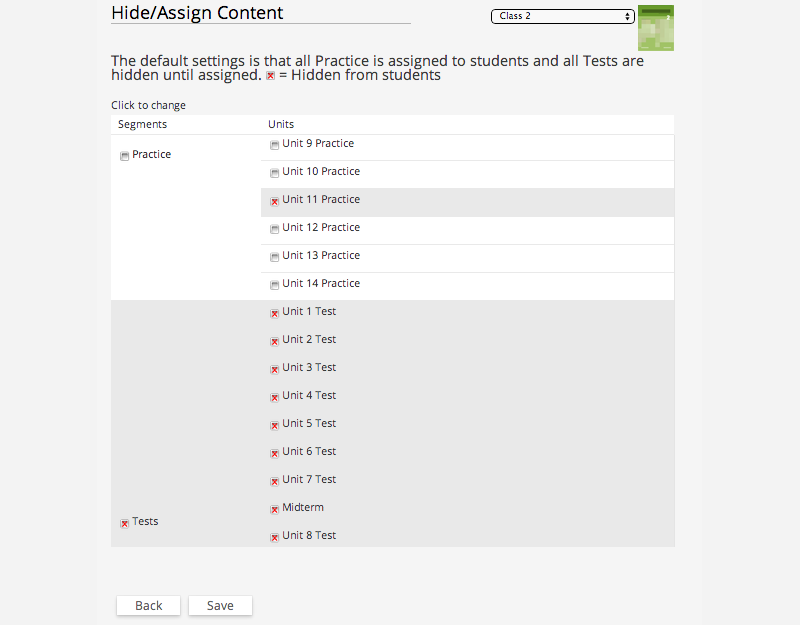 Hide/Assign Content
Class 2
The default settings is that all Practice is assigned to students and all Tests are
hidden until assigned. = Hidden from students
Click to change
Segments Units
Unit 9 Practice
Practice
Unit 10 Practice
Unit 11 Practice
Unit 12 Practice
Unit 13 Practice
Unit 14 Practice
Unit 1 Test
Unit 2 Test
Unit 3 Test
Unit 4 Test
Unit 5 Test
Unit 6 Test
Unit 7 Test
Midterm
Tests
Unit 8 Test
Back Save